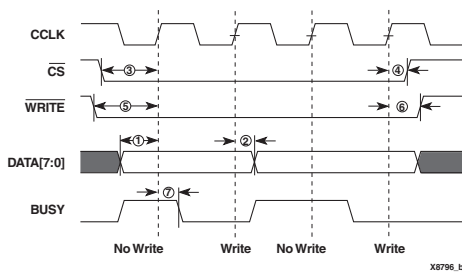 CCLK
CS
③
④
WRITE
⑤
⑥
①
②
DATA[7:0]
⑦
BUSY
No Write
Write
No Write
Write